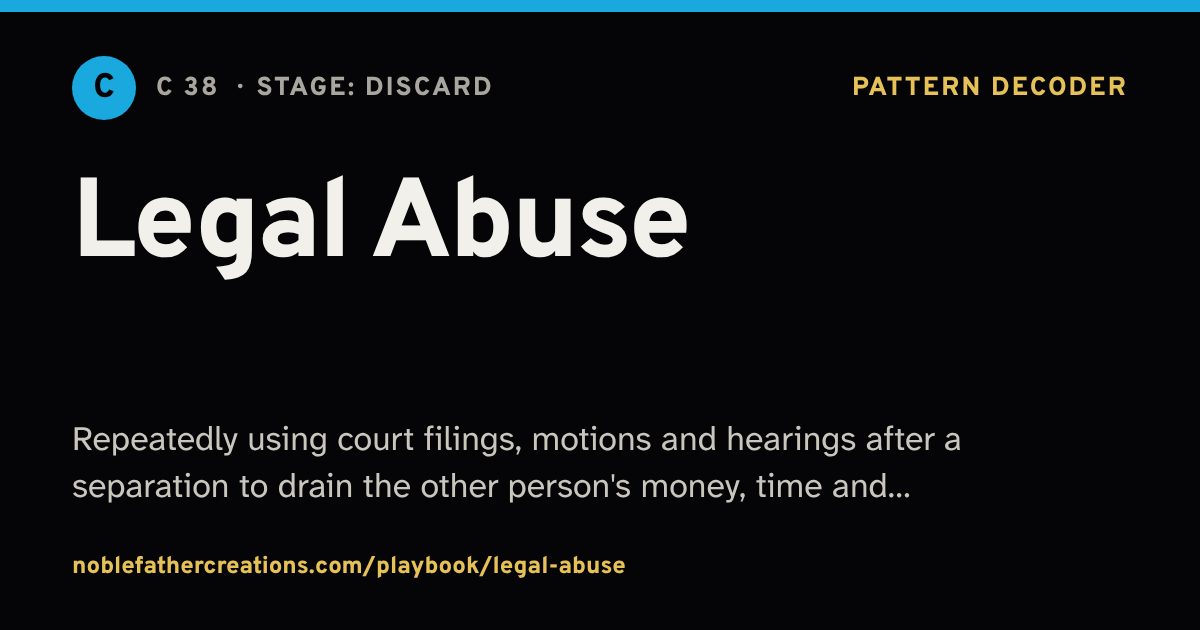 C
C 38 · STAGE: DISCARD
PATTERN DECODER
Legal Abuse
Repeatedly using court filings, motions and hearings after a
separation to drain the other person's money, time and...
noblefathercreations.com/playbook/legal-abuse